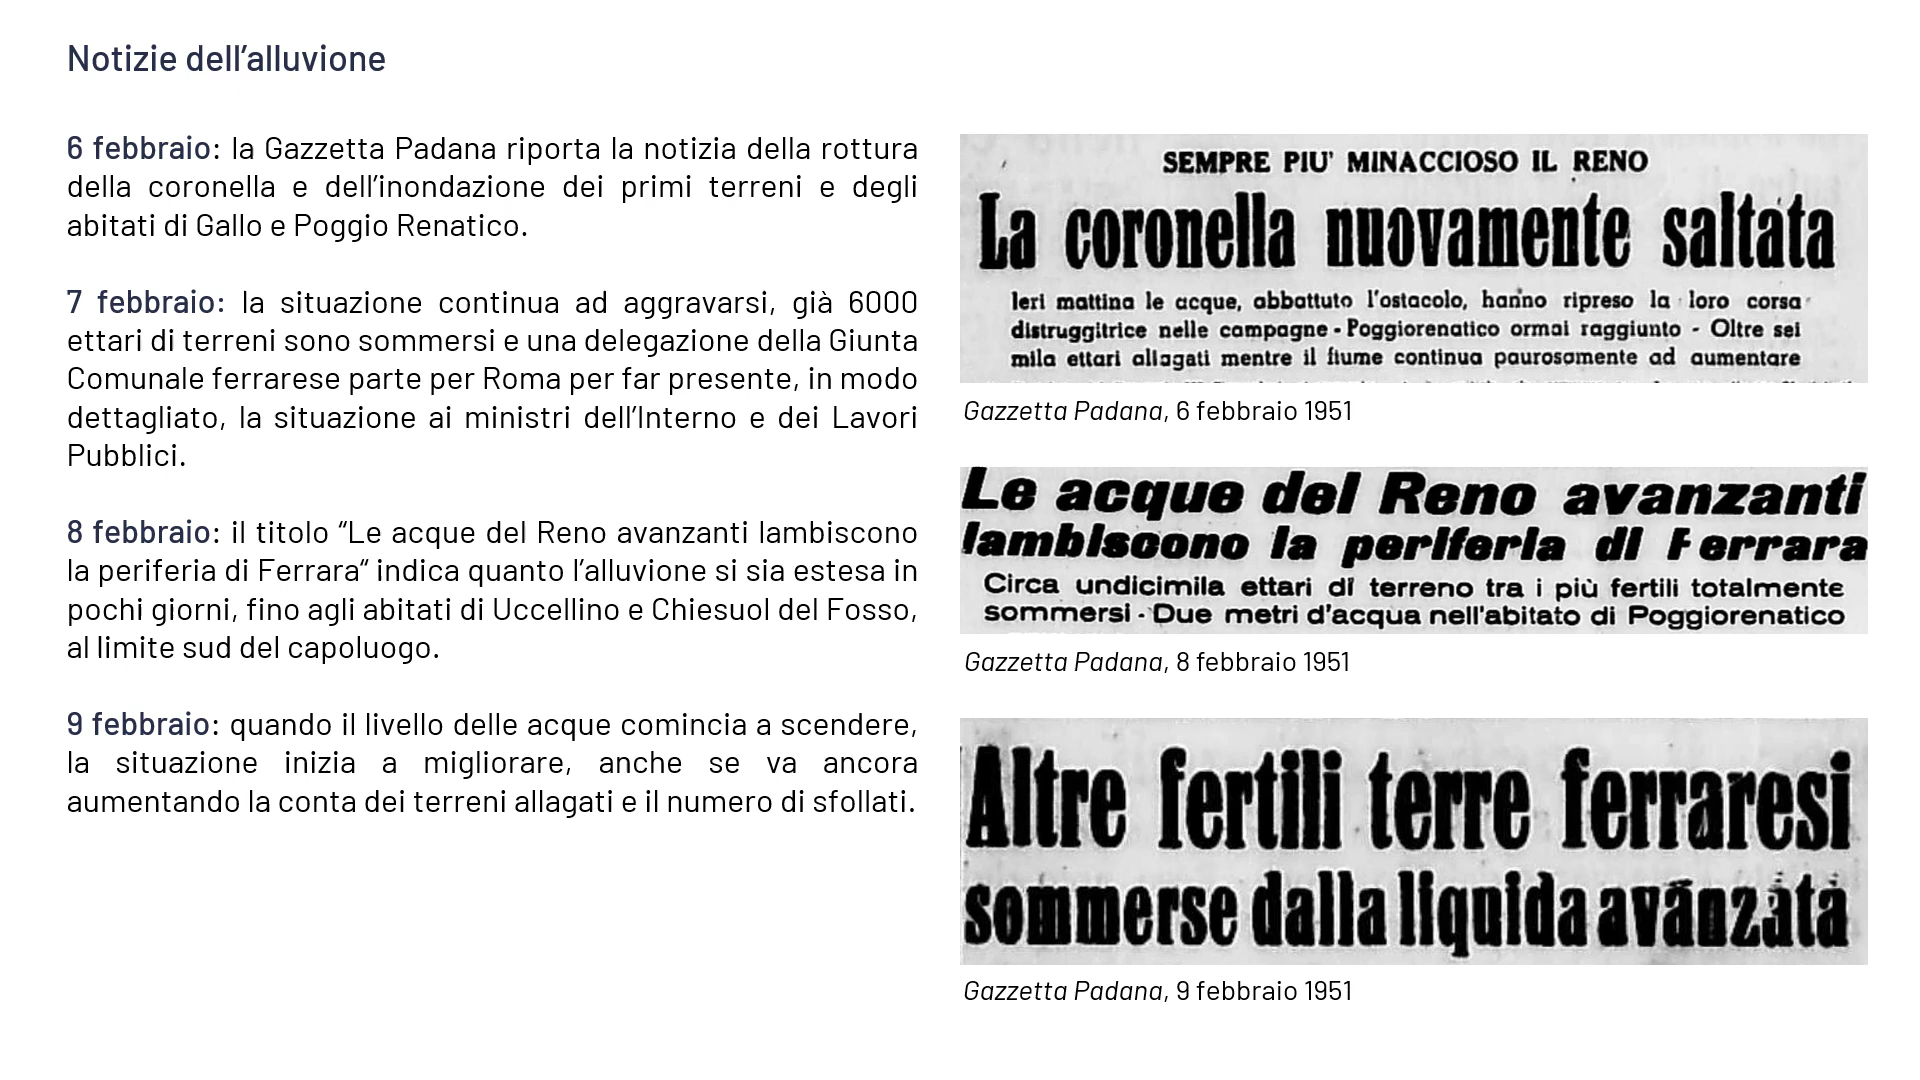 Notizie dell’alluvione
6 febbraio: la Gazzetta Padana riporta la notizia della rottura
della coronella e dell’inondazione dei primi terreni e degli
abitati di Gallo e Poggio Renatico.
7 febbraio: la situazione continua ad aggravarsi, già 6000
ettari di terreni sono sommersi e una delegazione della Giunta
Comunale ferrarese parte per Roma per far presente, in modo
dettagliato, la situazione ai ministri dell’Interno e dei Lavori
Pubblici.
8 febbraio: il titolo “Le acque del Reno avanzanti lambiscono
la periferia di Ferrara“ indica quanto l’alluvione si sia estesa in
pochi giorni, fino agli abitati di Uccellino e Chiesuol del Fosso,
al limite sud del capoluogo.
9 febbraio: quando il livello delle acque comincia a scendere,
la situazione inizia a migliorare, anche se va ancora
aumentando la conta dei terreni allagati e il numero di sfollati.
SEMPRE PIU' MINACCIOSO IL RENO
La coronella nuovamente saltata
Ieri mattina le acque, abbattuto l'ostacolo, hanno ripreso la loro corsa
distruggitrice nelle campagne - Poggiorenatico ormai raggiunto - Oltre sei
mila ettari allagati mentre il fiume continua paurosamente ad aumentare
Gazzetta Padana, 6 febbraio 1951
Le acque del Reno avanzanti
lambiscono la periferia di Ferrara
Circa undicimila ettari di terreno tra i più fertili totalmente
sommersi - Due metri d'acqua nell'abitato di Poggiorenatico
Gazzetta Padana, 8 febbraio 1951
Altre fertili terre ferraresi
sommerse dalla liquida avanzata
Gazzetta Padana, 9 febbraio 1951